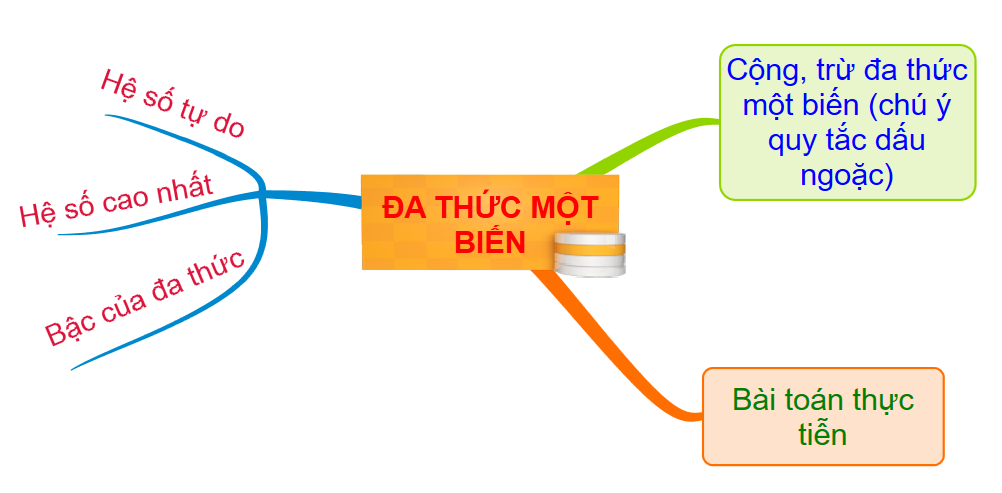 ĐA THỨC MỘT
BIẾN
Hệ số tự do
Hệ số cao nhất
Bậc của đa thức
Cộng, trừ đa thức
một biến (chú ý
quy tắc dấu
ngoặc)
Bài toán thực
tiễn